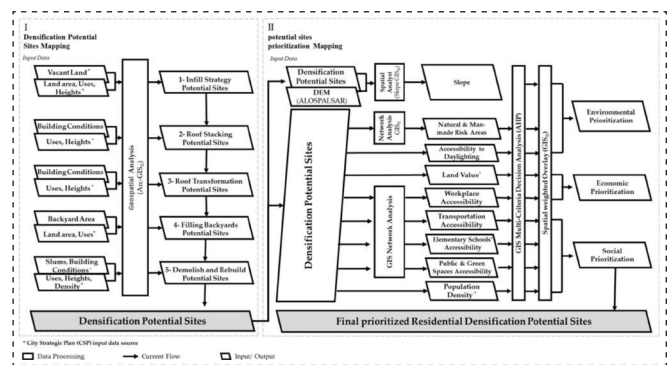 I
Densification Potential
Sites Mapping
Input Data
Vacant Land*
Land area, Uses,
Heights*
Building Conditions
Uses, Heights*
Building Conditions
Uses, Heights*
Backyard Area
Land area, Uses*
Slums, Building
Conditions
Uses, Heights,
Density*
Geospatial Analysis
1- Infill Strategy
Potential Sites
2- Roof Stacking
Potential Sites
3- Roof Transformation
Potential Sites
4- Filling Backyards
Potential Sites
5- Demolish and Rebuild
Potential Sites
Densification Potential Sites
II
potential sites
prioritization Mapping
Input Data
Densification
Potential Sites
DEM
(ALOSPALSAR)
Densification Potential Sites
Spatial
Analyst
Network
Analysis
GIS Network Analysis
Slope
Natural & Man-
made Risk Areas
Accessibility to
Daylighting
Land Value*
Workplace
Accessibility
Transportation
Accessibility
Elementary Schools'
Accessibility
Public & Green
Spaces Accessibility
Population
Density*
GIS Multi-Criteria Decision Analysis (AHP)
Spatial weighted Overlay
Environmental
Prioritization
Economic
Prioritization
Social
Prioritization
Final prioritized Residential Densification Potential Sites
* City Strategic Plan (CSP) input data source
Data Processing
Current Flow
Input/ Output